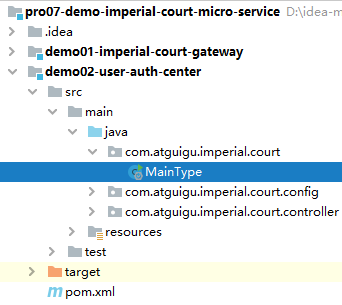 pro07-demo-imperial-court-micro-service D:\idea-m
.idea
demo01-imperial-court-gateway
demo02-user-auth-center
src
main
java
com.atguigu.imperial.court
MainType
com.atguigu.imperial.court.config
com.atguigu.imperial.court.controller
resources
test
target
pom.xml